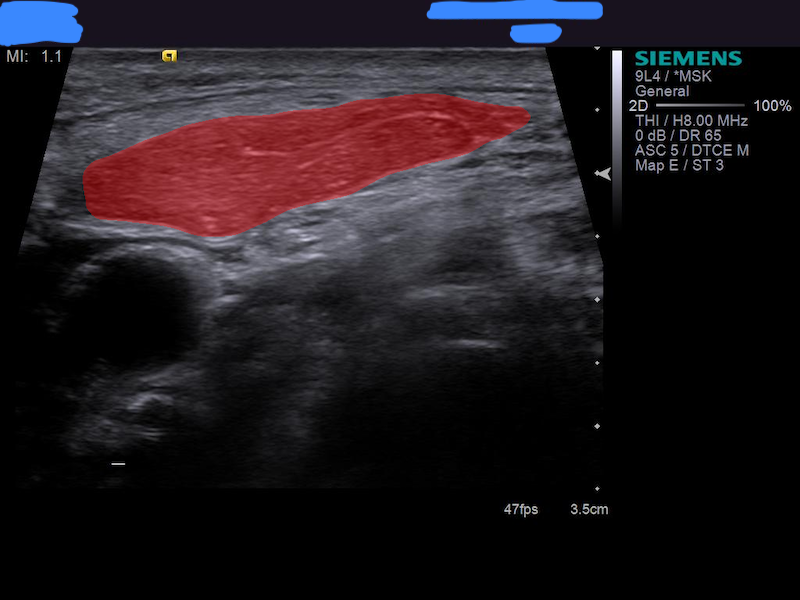 MI: 1.1
SIEMENS
9L4 / *MSK
General
2D 100%
THI / H8.00 MHz
0 dB / DR 65
ASC 5 / DTCE M
Map E / ST 3
47fps 3.5cm